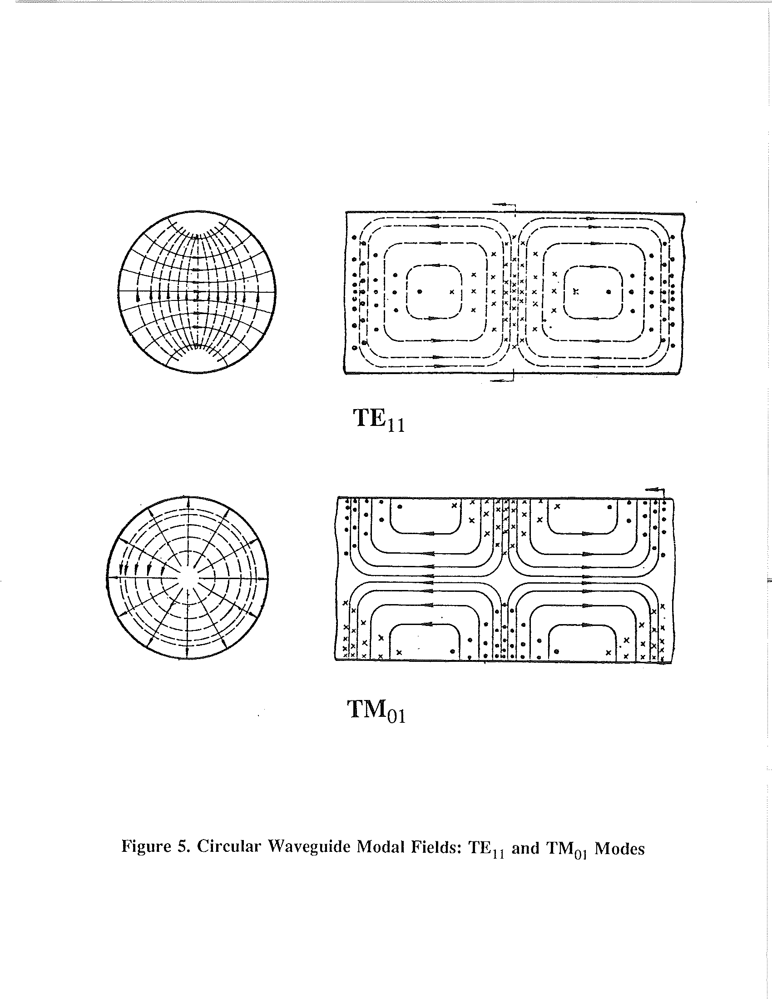 TE₁₁
TM₀₁
Figure 5. Circular Waveguide Modal Fields: TE₁₁ and TM₀₁ Modes